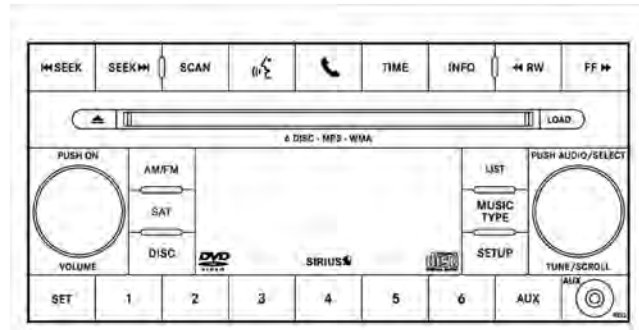 SEEK SEEK SCAN TIME INFO RW FF
LOAD
6 DISC - MP3 - WMA
PUSH ON
PUSH AUDIO/SELECT
AM/FM
LIST
SAT
MUSIC
TYPE
DISC
SETUP
DVD
VIDEO
SIRIUS
VOLUME
TUNE/SCROLL
SET 1 2 3 4 5 6 AUX
AUX